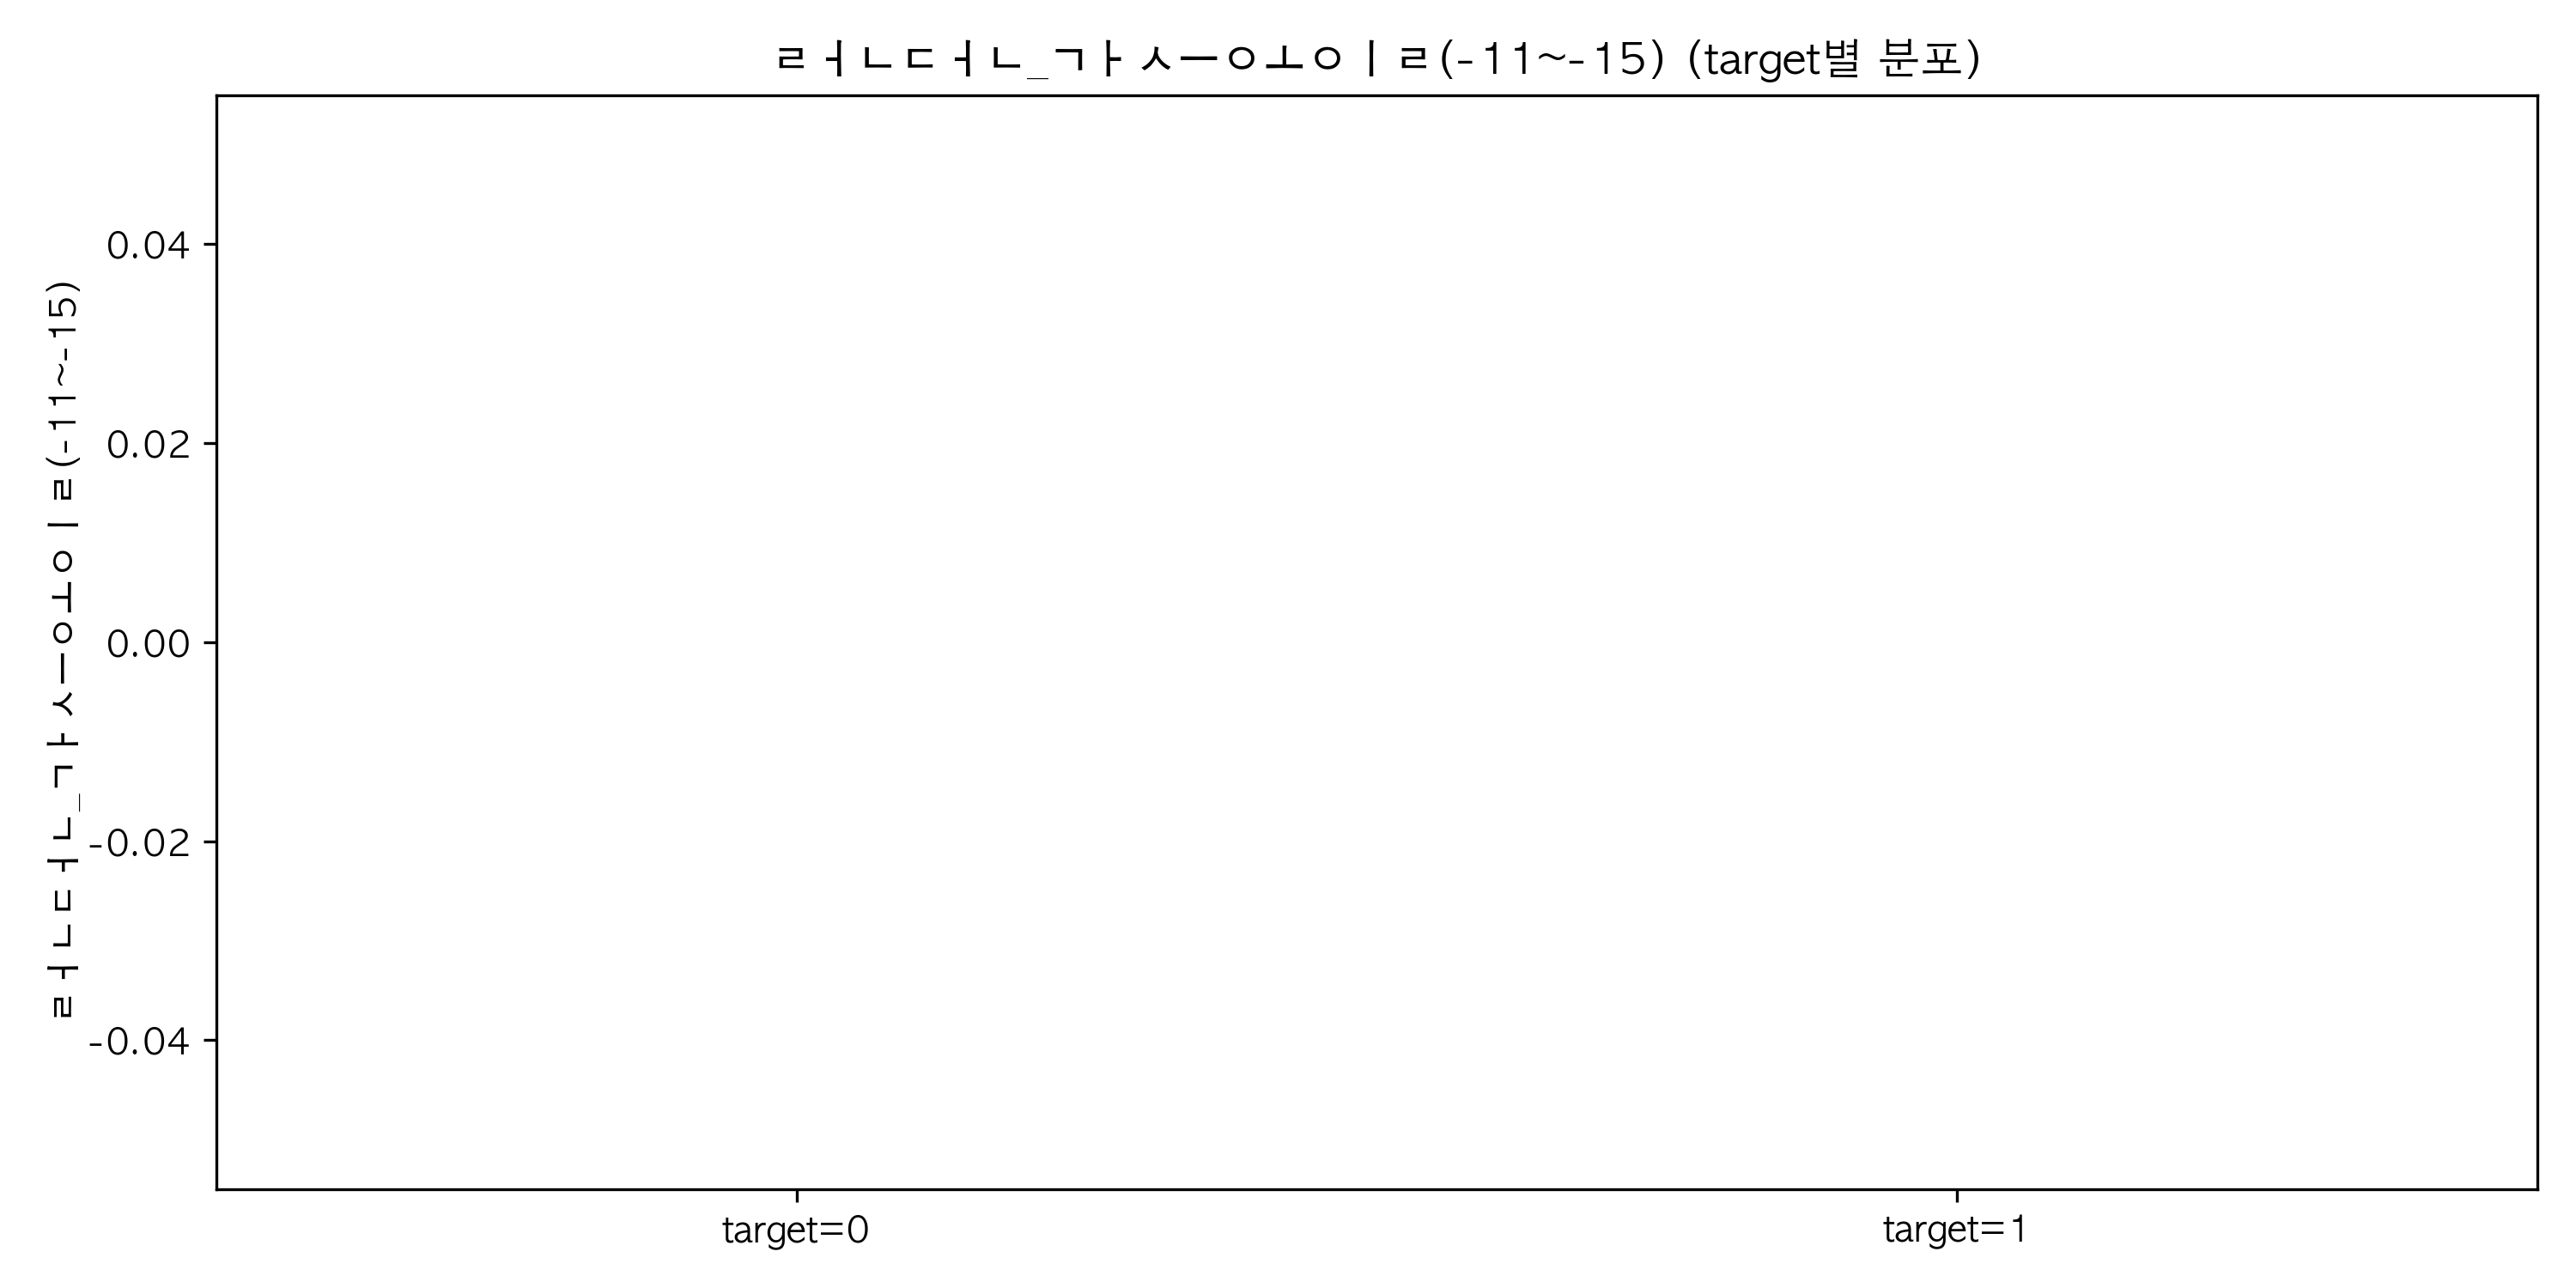 ㄹㅓㄴㄷㅓㄴ_ㄱㅏㅅㅡㅇㅗㅇㅣㄹ(-11~-15) (target별 분포)
ㄹㅓㄴㄷㅓㄴ_ㄱㅏㅅㅡㅇㅗㅇㅣㄹ(-11~-15)
0.04
0.02
0.00
-0.02
-0.04
target=0
target=1